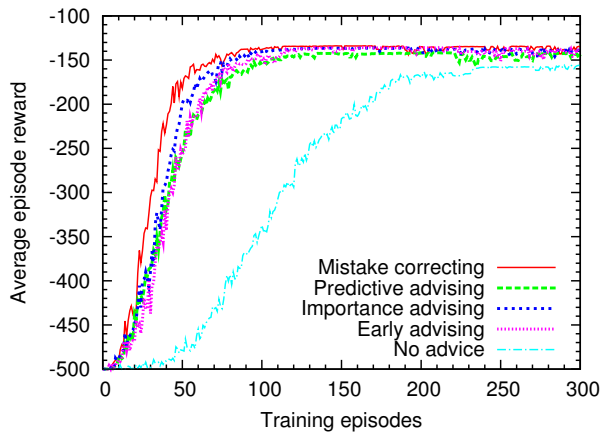 -100
-150
-200
-250
-300
-350
-400
-450
-500
0
50
100
150
200
250
300
Average episode reward
Training episodes
Mistake correcting
Predictive advising
Importance advising
Early advising
No advice